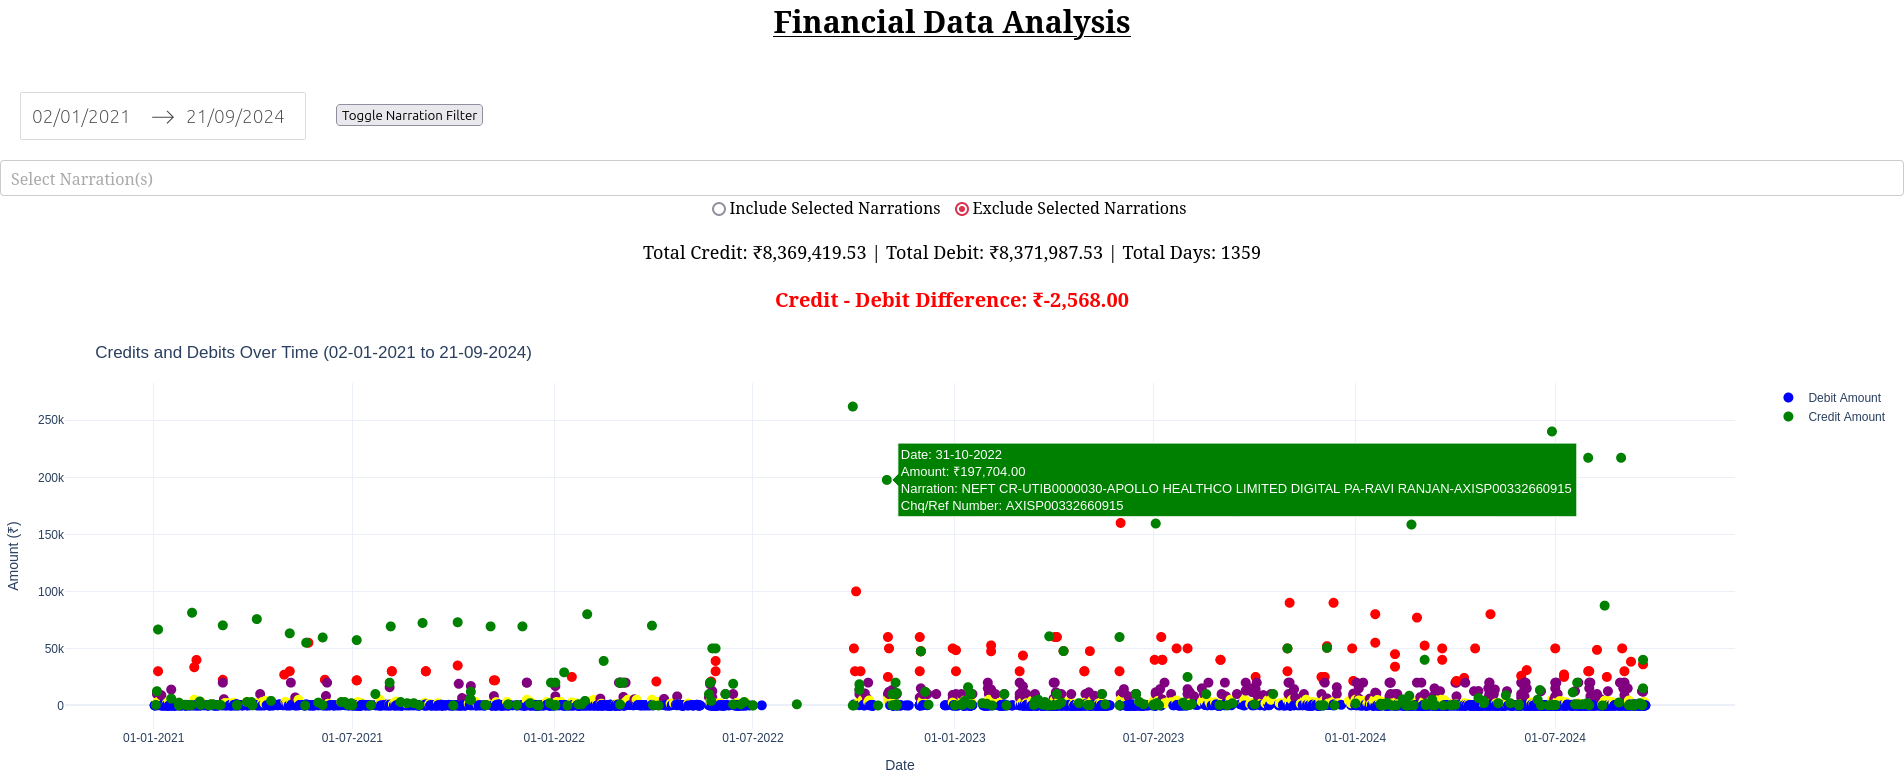 Financial Data Analysis
02/01/2021 → 21/09/2024
Toggle Narration Filter
Select Narration(s)
Include Selected Narrations Exclude Selected Narrations
Total Credit: ₹8,369,419.53 | Total Debit: ₹8,371,987.53 | Total Days: 1359
Credit - Debit Difference: ₹-2,568.00
Credits and Debits Over Time (02-01-2021 to 21-09-2024)
Debit Amount
Credit Amount
250k
200k
150k
100k
50k
0
Amount (₹)
Date: 31-10-2022
Amount: ₹197,704.00
Narration: NEFT CR-UTIB0000030-APOLLO HEALTHCO LIMITED DIGITAL PA-RAVI RANJAN-AXISP00332660915
Chq/Ref Number: AXISP00332660915
01-01-2021 01-07-2021 01-01-2022 01-07-2022 01-01-2023 01-07-2023 01-01-2024 01-07-2024
Date